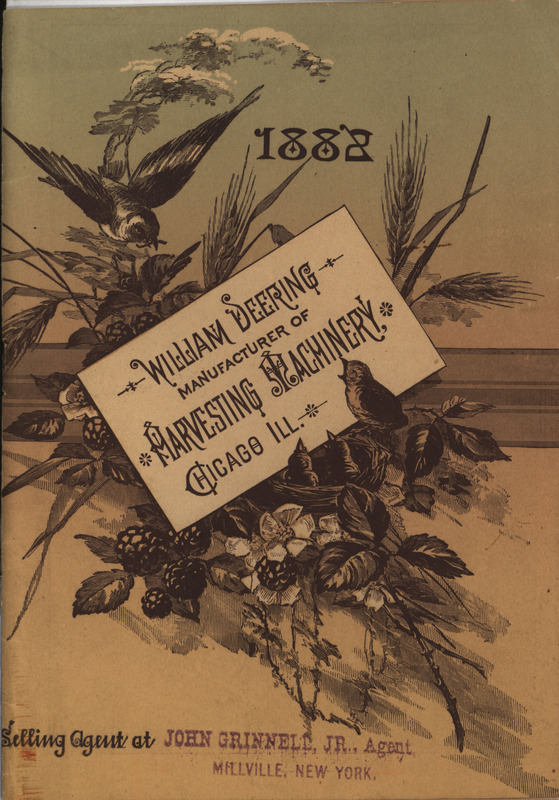 1882
WILLIAM DEERING
MANUFACTURER OF
HARVESTING MACHINERY,
CHICAGO ILL.
Selling Agent at JOHN GRINNELL, JR., Agent,
MILLVILLE, NEW YORK.